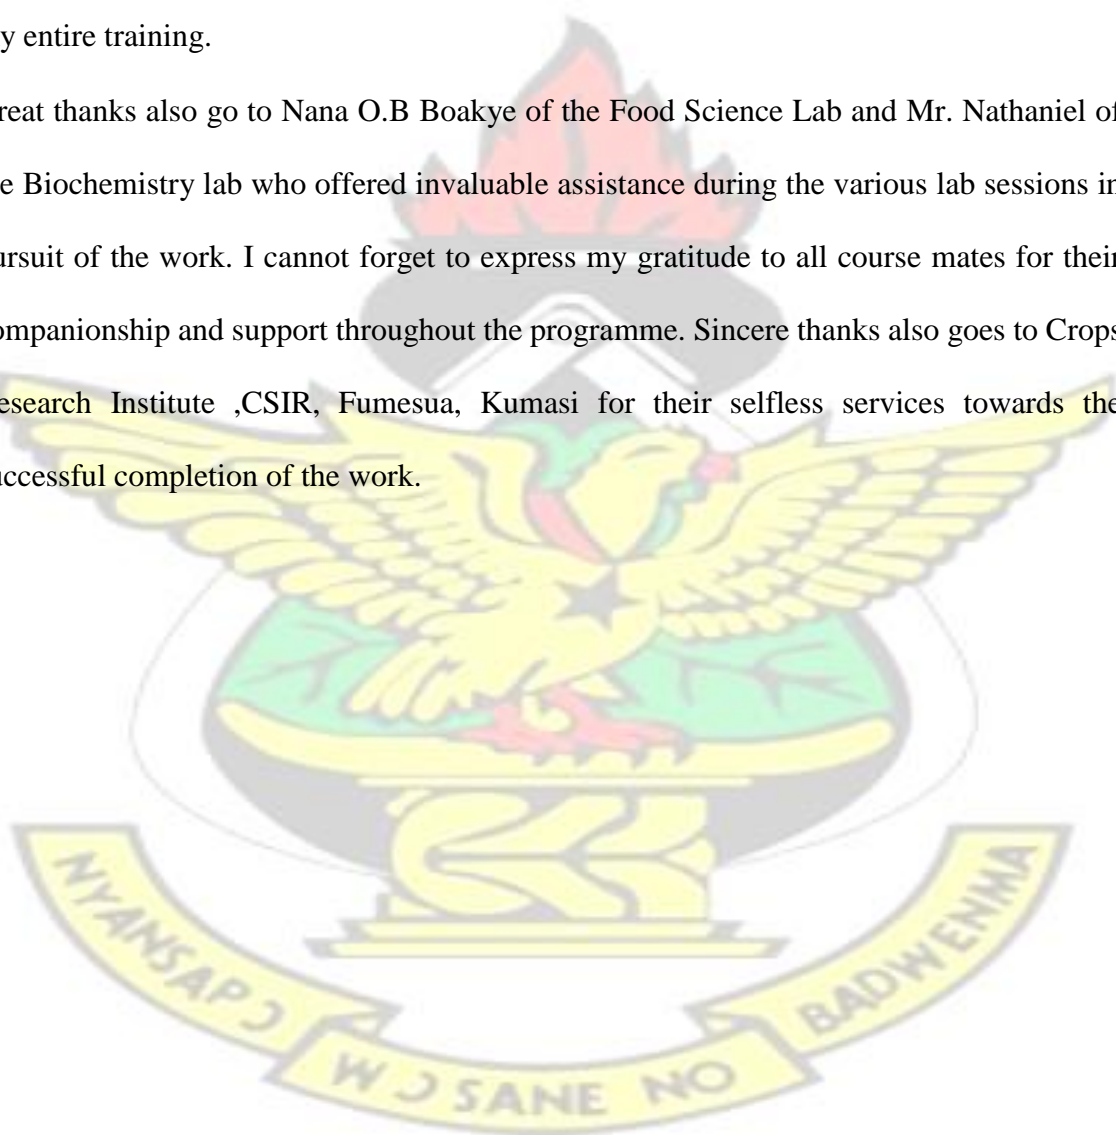 y entire training.
reat thanks also go to Nana O.B Boakye of the Food Science Lab and Mr. Nathaniel of
e Biochemistry lab who offered invaluable assistance during the various lab sessions in
ursuit of the work. I cannot forget to express my gratitude to all course mates for their
ompanionship and support throughout the programme. Sincere thanks also goes to Crops
esearch Institute ,CSIR, Fumesua, Kumasi for their selfless services towards the
uccessful completion of the work.
NYANSAPƆ
WƆ SANE NO
BADWENMA